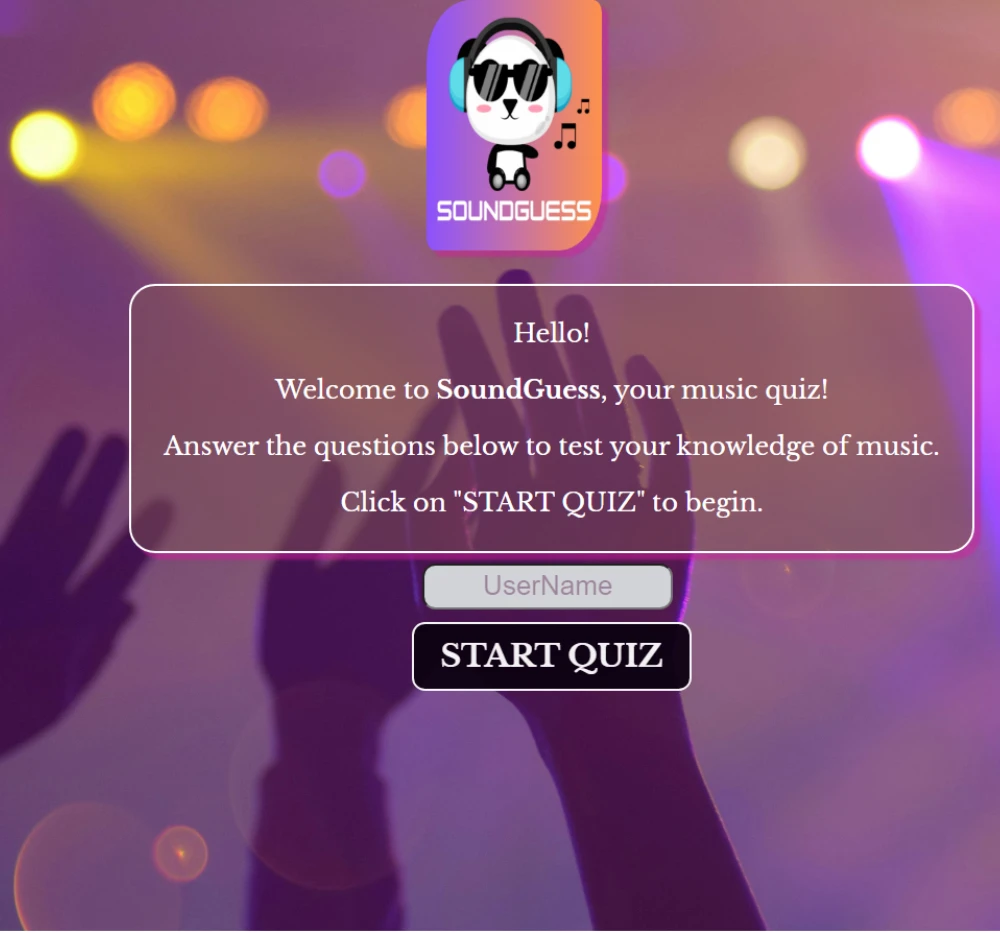 SOUNDGUESS
Hello!
Welcome to SoundGuess, your music quiz!
Answer the questions below to test your knowledge of music.
Click on "START QUIZ" to begin.
UserName
START QUIZ